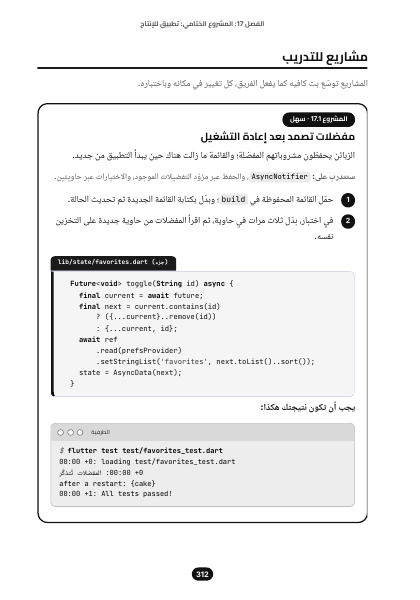 الفصل 17: المشروع الختامي: تطبيق للإنتاج
مشاريع للتدريب
المشاريع توسّع بت كافيه كما يفعل الفريق، كل تغيير في مكانه وباختباره.
المشروع 17.1 · سهل
مفضلات تصمد بعد إعادة التشغيل
الزبائن يحفظون مشروباتهم المفضلة؛ والقائمة ما زالت هناك حين يبدأ التطبيق من جديد.
ستتدرب على: AsyncNotifier، والحفظ عبر مزوّد التفضيلات الموجود، والاختبارات عبر حاويتين.
1 حمّل القائمة المحفوظة في build؛ وبدّل بكتابة القائمة الجديدة ثم تحديث الحالة.
2 في اختبار، بدّل ثلاث مرات في حاوية، ثم اقرأ المفضلات من حاوية جديدة على التخزين
نفسه.
lib/state/favorites.dart (جزء)
Future<void> toggle(String id) async {
final current = await future;
final next = current.contains(id)
? ({...current}..remove(id))
: {...current, id};
await ref
.read(prefsProvider)
.setStringList('favorites', next.toList()..sort());
state = AsyncData(next);
}
يجب أن تكون نتيجتك هكذا:
الطرفية
$ flutter test test/favorites_test.dart
00:00 +0: loading test/favorites_test.dart
00:00 +0: المفضلات تُتذكّر
after a restart: {cake}
00:00 +1: All tests passed!
312